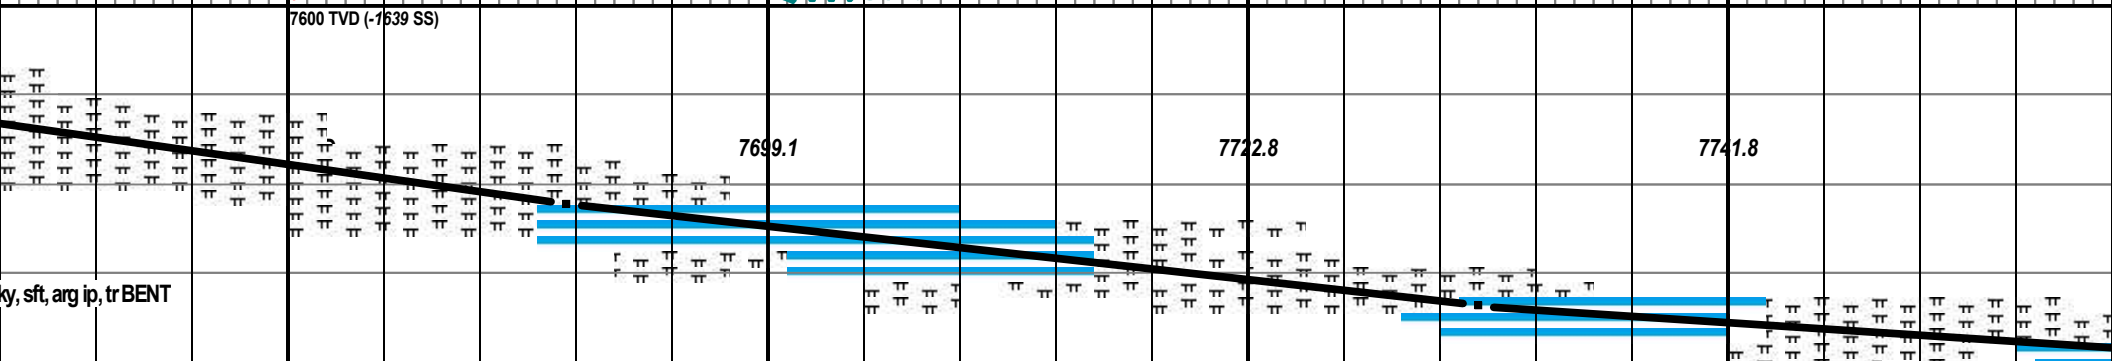 7600 TVD (-1639 SS)
7699.1
7722.8
7741.8
ky, sft, arg ip, tr BENT